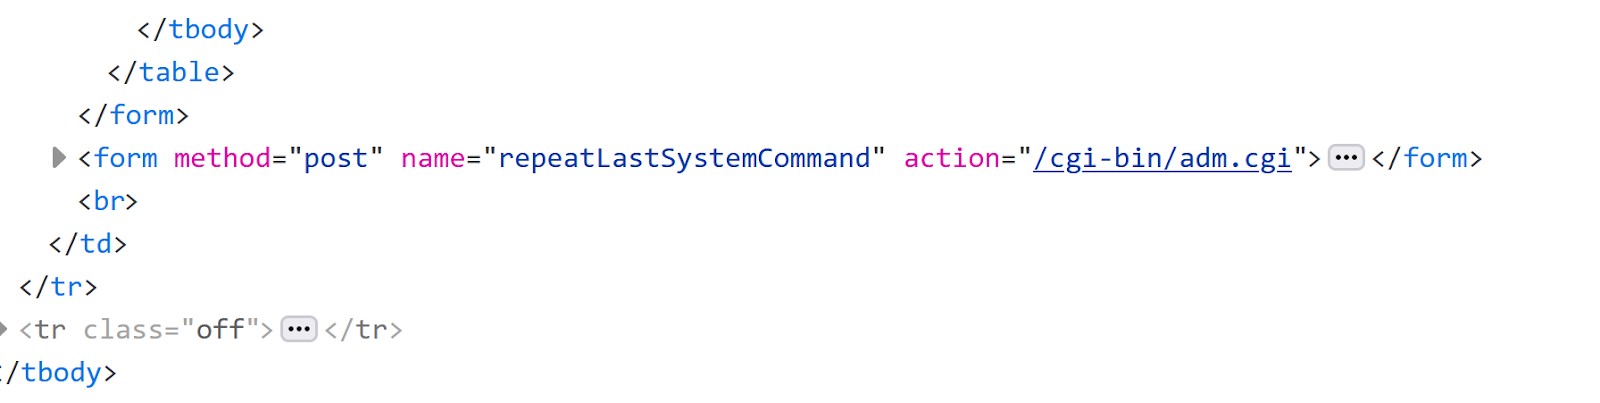 </tbody>
</table>
</form>
<form method="post" name="repeatLastSystemCommand" action="/cgi-bin/adm.cgi">•••</form>
<br>
</td>
</tr>
<tr class="off">•••</tr>
/tbody>